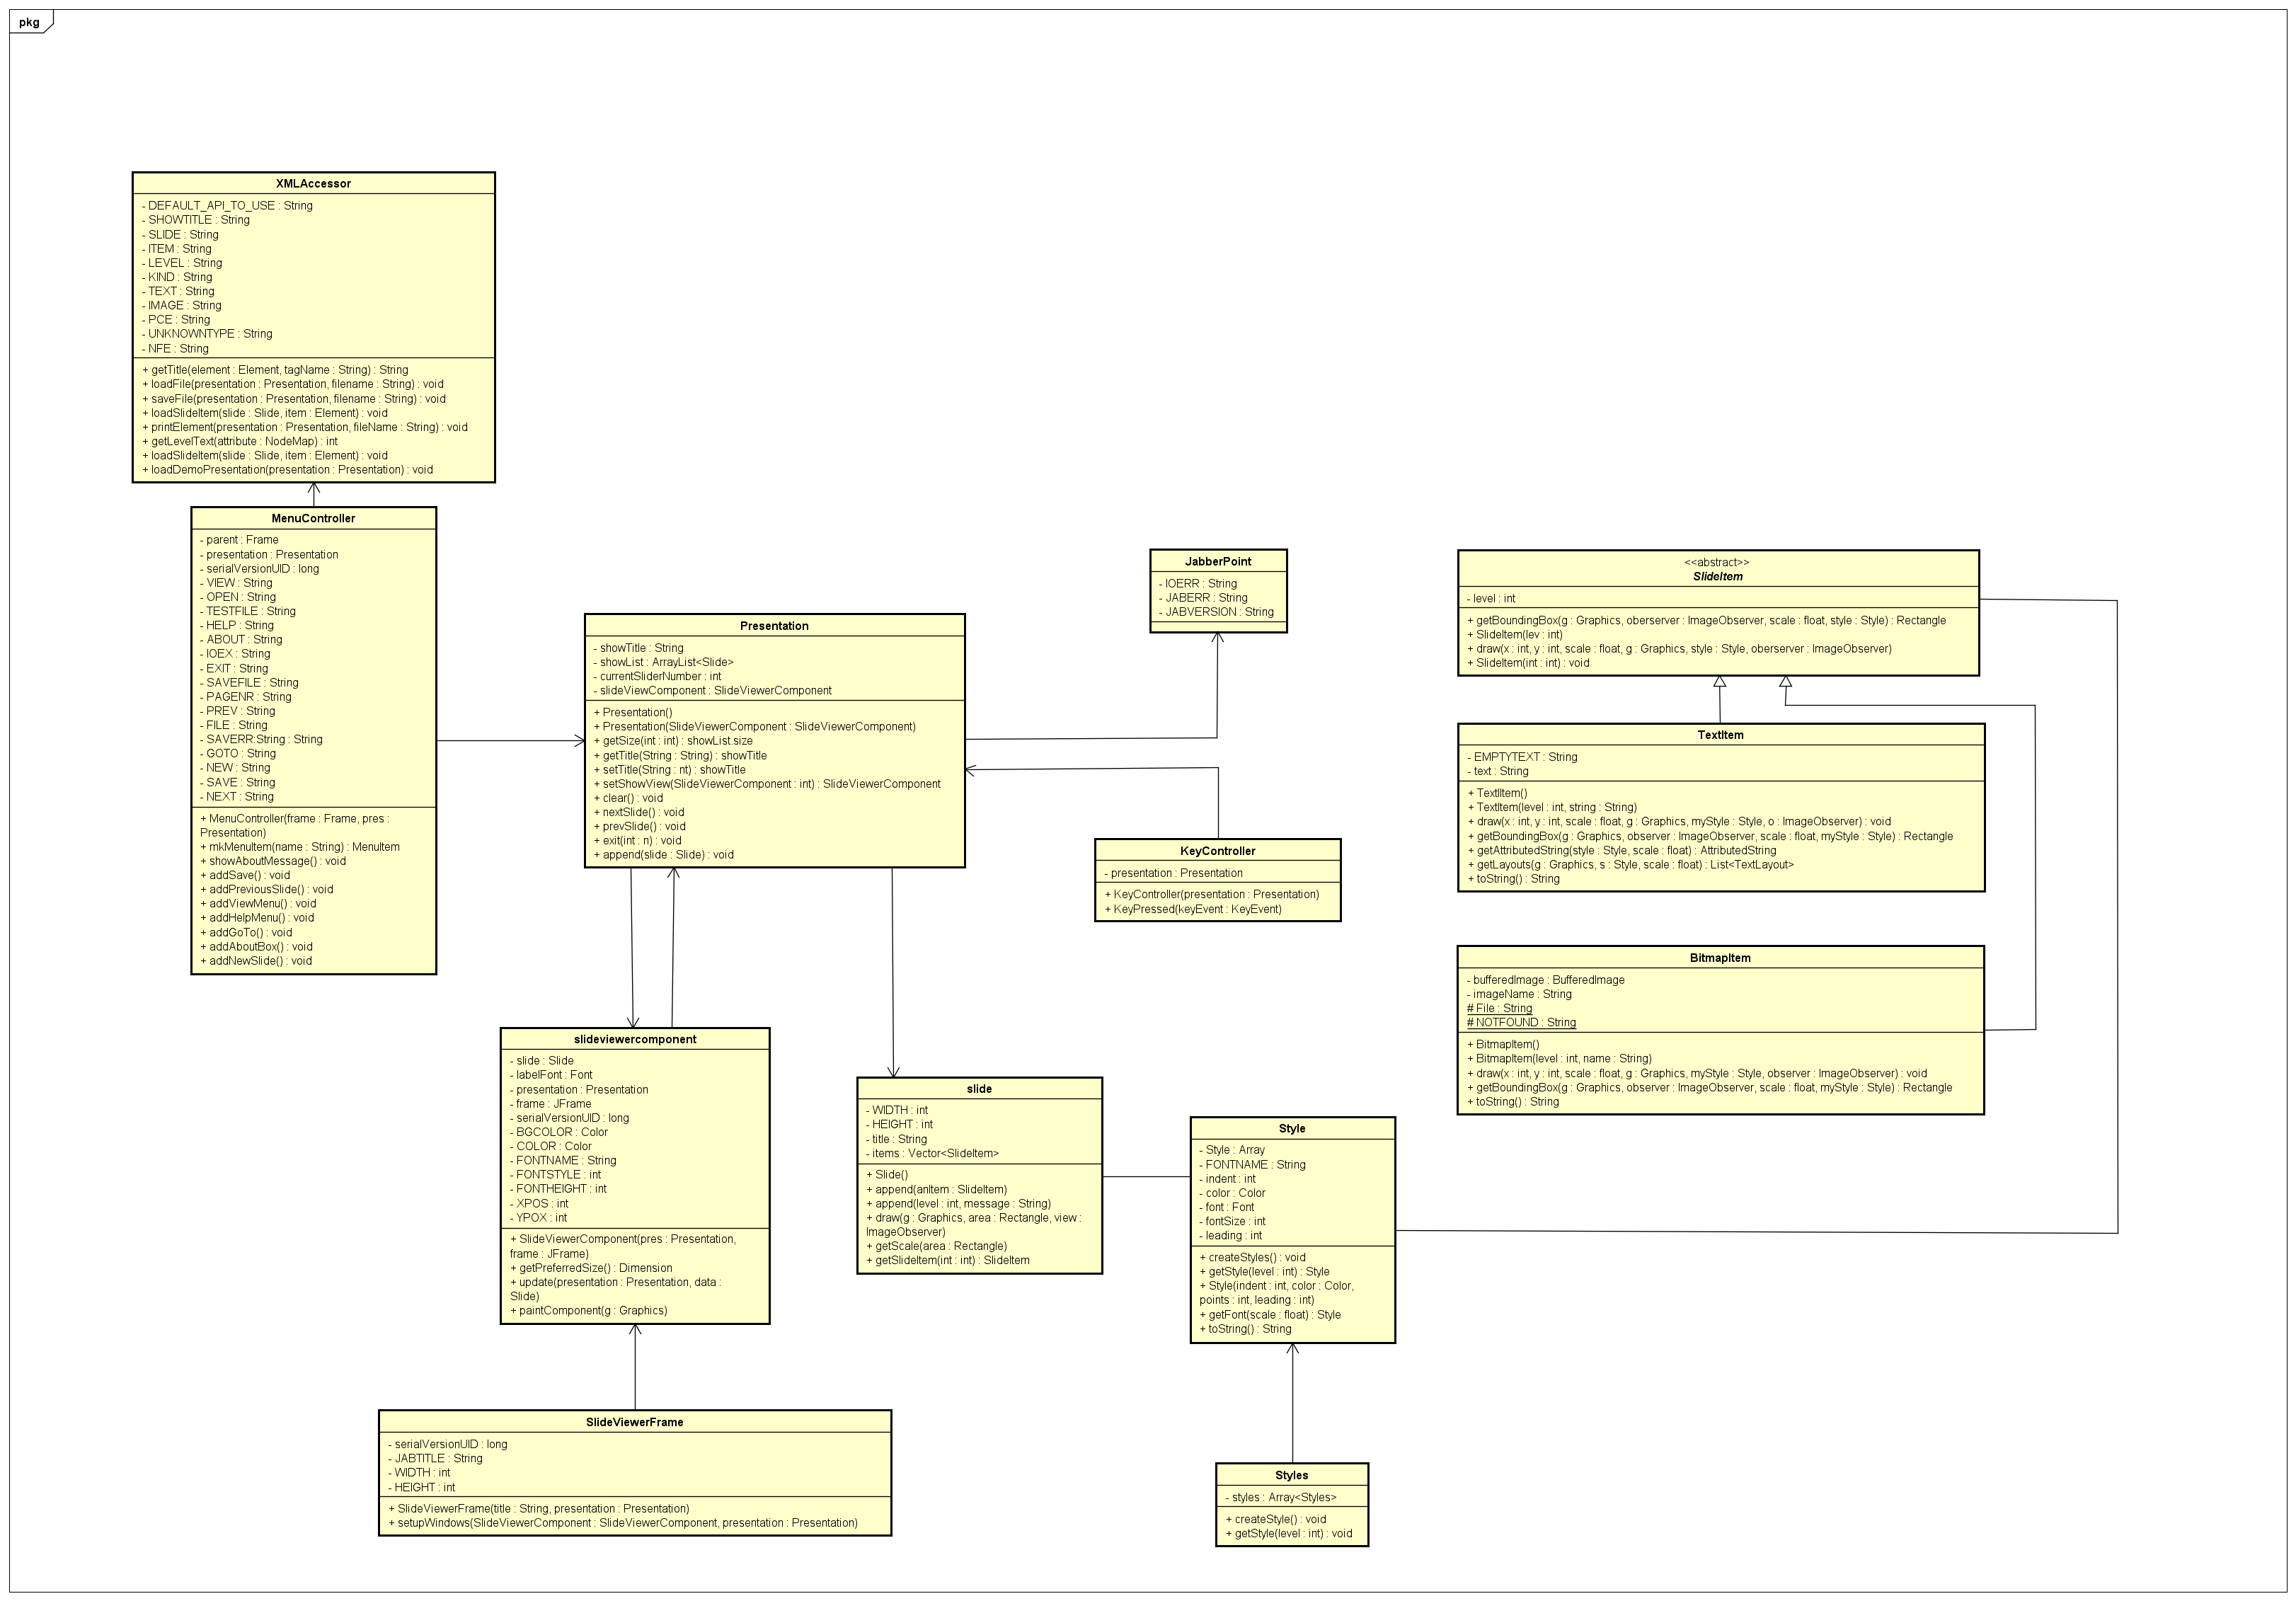 pkg
XMLAccessor
- DEFAULT_API_TO_USE : String
- SHOWTITLE : String
- SLIDE : String
- ITEM : String
- LEVEL : String
- KIND : String
- TEXT : String
- IMAGE : String
- PCE : String
- UNKNOWNTYPE : String
- NFE : String
+ getTitle(element : Element, tagName : String) : String
+ loadFile(presentation : Presentation, filename : String) : void
+ saveFile(presentation : Presentation, filename : String) : void
+ loadSlideItem(slide : Slide, item : Element) : void
+ printElement(presentation : Presentation, fileName : String) : void
+ getLevelText(attribute : NodeMap) : int
+ loadSlideItem(slide : Slide, item : Element) : void
+ loadDemoPresentation(presentation : Presentation) : void
MenuController
- parent : Frame
- presentation : Presentation
- serialVersionUID : long
- VIEW : String
- OPEN : String
- TESTFILE : String
- HELP : String
- ABOUT : String
- IOEX : String
- EXIT : String
- SAVEFILE : String
- PAGENR : String
- PREV : String
- FILE : String
- SAVERR:String : String
- GOTO : String
- NEW : String
- SAVE : String
- NEXT : String
+ MenuController(frame : Frame, pres :
Presentation)
+ mkMenuItem(name : String) : MenuItem
+ showAboutMessage() : void
+ addSave() : void
+ addPreviousSlide() : void
+ addViewMenu() : void
+ addHelpMenu() : void
+ addGoTo() : void
+ addAboutBox() : void
+ addNewSlide() : void
Presentation
- showTitle : String
- showList : ArrayList<Slide>
- currentSliderNumber : int
- slideViewComponent : SlideViewerComponent
+ Presentation()
+ Presentation(SlideViewerComponent : SlideViewerComponent)
+ getSize(int : int) : showList.size
+ getTitle(String : String) : showTitle
+ setTitle(String : nt) : showTitle
+ setShowView(SlideViewerComponent : int) : SlideViewerComponent
+ clear() : void
+ nextSlide() : void
+ prevSlide() : void
+ exit(int : n) : void
+ append(slide : Slide) : void
JabberPoint
- IOERR : String
- JABERR : String
- JABVERSION : String
KeyController
- presentation : Presentation
+ KeyController(presentation : Presentation)
+ KeyPressed(keyEvent : KeyEvent)
<<abstract>>
SlideItem
- level : int
+ getBoundingBox(g : Graphics, oberserver : ImageObserver, scale : float, style : Style) : Rectangle
+ SlideItem(lev : int)
+ draw(x : int, y : int, scale : float, g : Graphics, style : Style, oberserver : ImageObserver)
+ SlideItem(int : int) : void
TextItem
- EMPTYTEXT : String
- text : String
+ TextIItem()
+ TextItem(level : int, string : String)
+ draw(x : int, y : int, scale : float, g : Graphics, myStyle : Style, o : ImageObserver) : void
+ getBoundingBox(g : Graphics, observer : ImageObserver, scale : float, myStyle : Style) : Rectangle
+ getAttributedString(style : Style, scale : float) : AttributedString
+ getLayouts(g : Graphics, s : Style, scale : float) : List<TextLayout>
+ toString() : String
BitmapItem
- bufferedImage : BufferedImage
- imageName : String
# File : String
# NOTFOUND : String
+ BitmapItem()
+ BitmapItem(level : int, name : String)
+ draw(x : int, y : int, scale : float, g : Graphics, myStyle : Style, observer : ImageObserver) : void
+ getBoundingBox(g : Graphics, observer : ImageObserver, scale : float, myStyle : Style) : Rectangle
+ toString() : String
slideviewercomponent
- slide : Slide
- labelFont : Font
- presentation : Presentation
- frame : JFrame
- serialVersionUID : long
- BGCOLOR : Color
- COLOR : Color
- FONTNAME : String
- FONTSTYLE : int
- FONTHEIGHT : int
- XPOS : int
- YPOX : int
+ SlideViewerComponent(pres : Presentation,
frame : JFrame)
+ getPreferredSize() : Dimension
+ update(presentation : Presentation, data :
Slide)
+ paintComponent(g : Graphics)
slide
- WIDTH : int
- HEIGHT : int
- title : String
- items : Vector<SlideItem>
+ Slide()
+ append(anItem : SlideItem)
+ append(level : int, message : String)
+ draw(g : Graphics, area : Rectangle, view :
ImageObserver)
+ getScale(area : Rectangle)
+ getSlideItem(int : int) : SlideItem
Style
- Style : Array
- FONTNAME : String
- indent : int
- color : Color
- font : Font
- fontSize : int
- leading : int
+ createStyles() : void
+ getStyle(level : int) : Style
+ Style(indent : int, color : Color,
points : int, leading : int)
+ getFont(scale : float) : Style
+ toString() : String
SlideViewerFrame
- serialVersionUID : long
- JABTITLE : String
- WIDTH : int
- HEIGHT : int
+ SlideViewerFrame(title : String, presentation : Presentation)
+ setupWindows(SlideViewerComponent : SlideViewerComponent, presentation : Presentation)
Styles
- styles : Array<Styles>
+ createStyle() : void
+ getStyle(level : int) : void